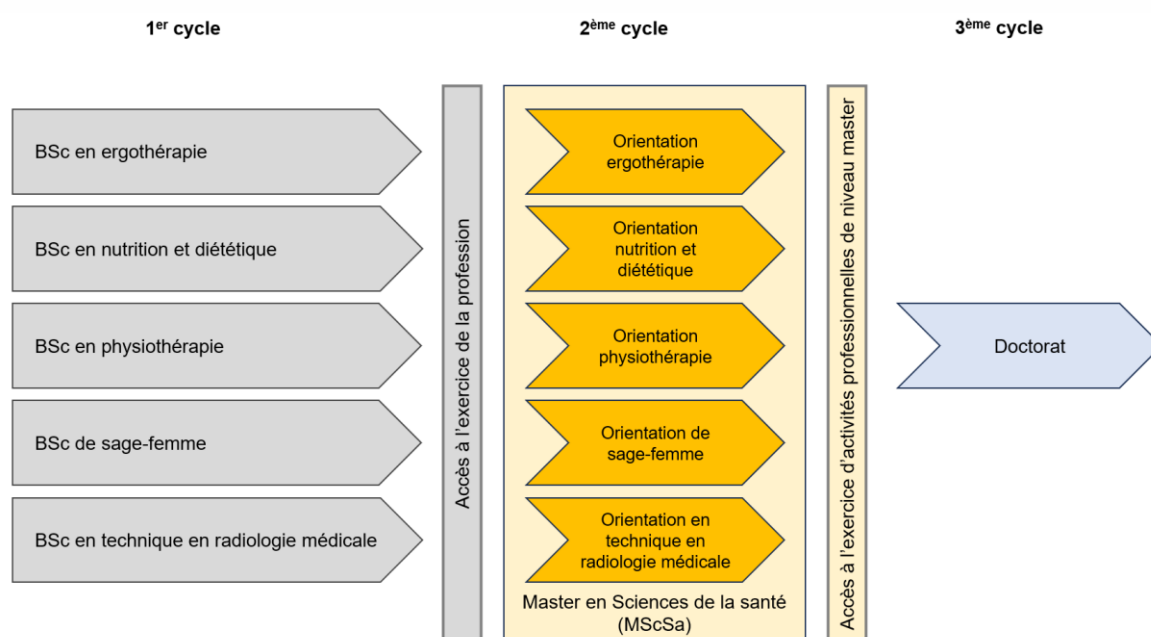 1er cycle
2ème cycle
3ème cycle
BSc en ergothérapie
BSc en nutrition et diététique
BSc en physiothérapie
BSc de sage-femme
BSc en technique en radiologie médicale
Accès à l’exercice de la profession
Orientation
ergothérapie
Orientation
nutrition et
diététique
Orientation
physiothérapie
Orientation de
sage-femme
Orientation en
technique en
radiologie médicale
Master en Sciences de la santé
(MScSa)
Accès à l’exercice d’activités professionnelles de niveau master
Doctorat